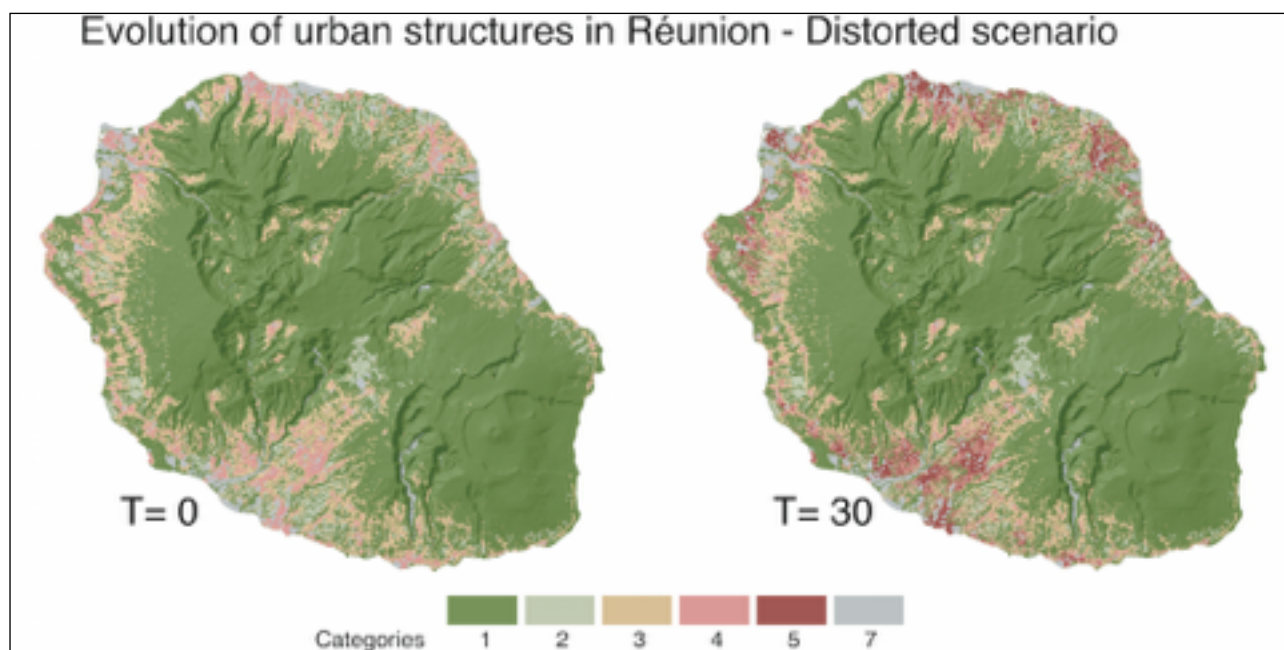 Evolution of urban structures in Réunion - Distorted scenario
T= 0
T= 30
Categories 1 2 3 4 5 7